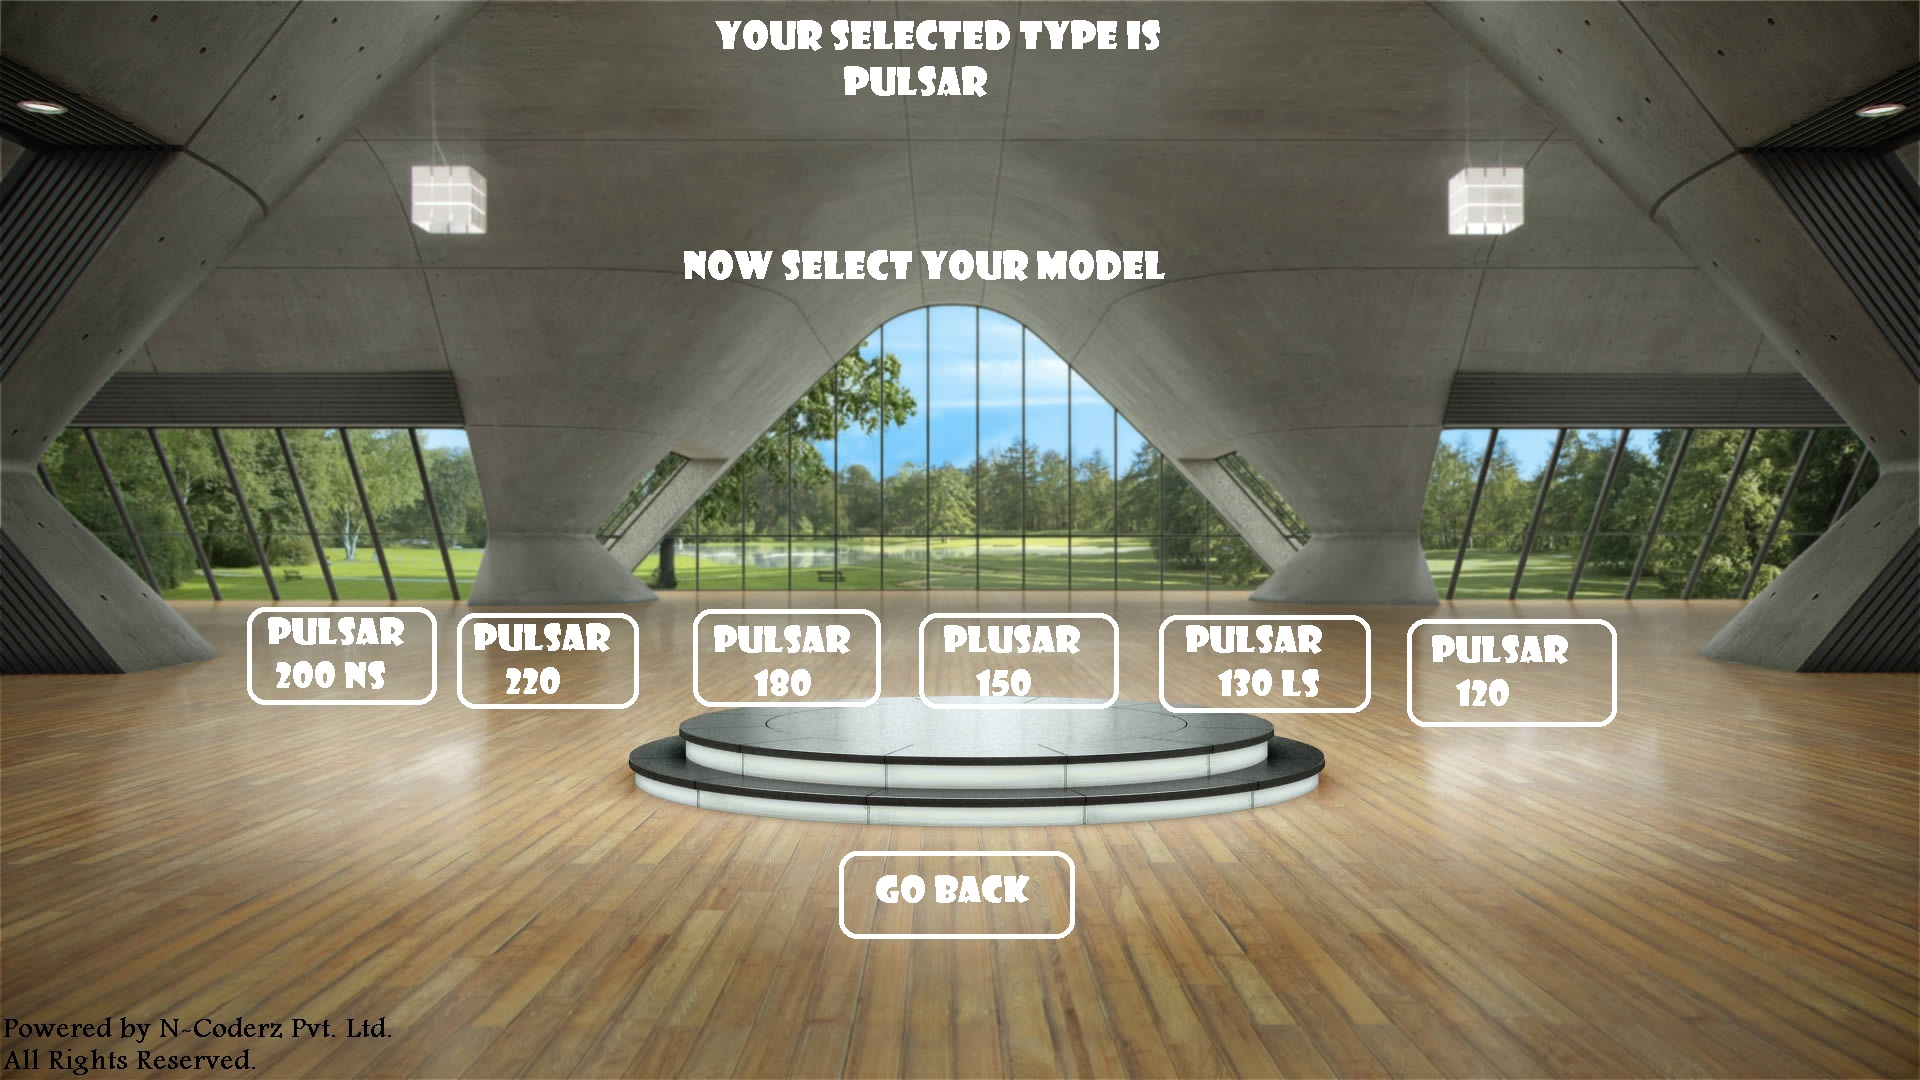 YOUR SELECTED TYPE IS
PULSAR
NOW SELECT YOUR MODEL
PULSAR
200 NS
PULSAR
220
PULSAR
180
PLUSAR
150
PULSAR
130 LS
PULSAR
120
GO BACK
Powered by N-Coderz Pvt. Ltd.
All Rights Reserved.